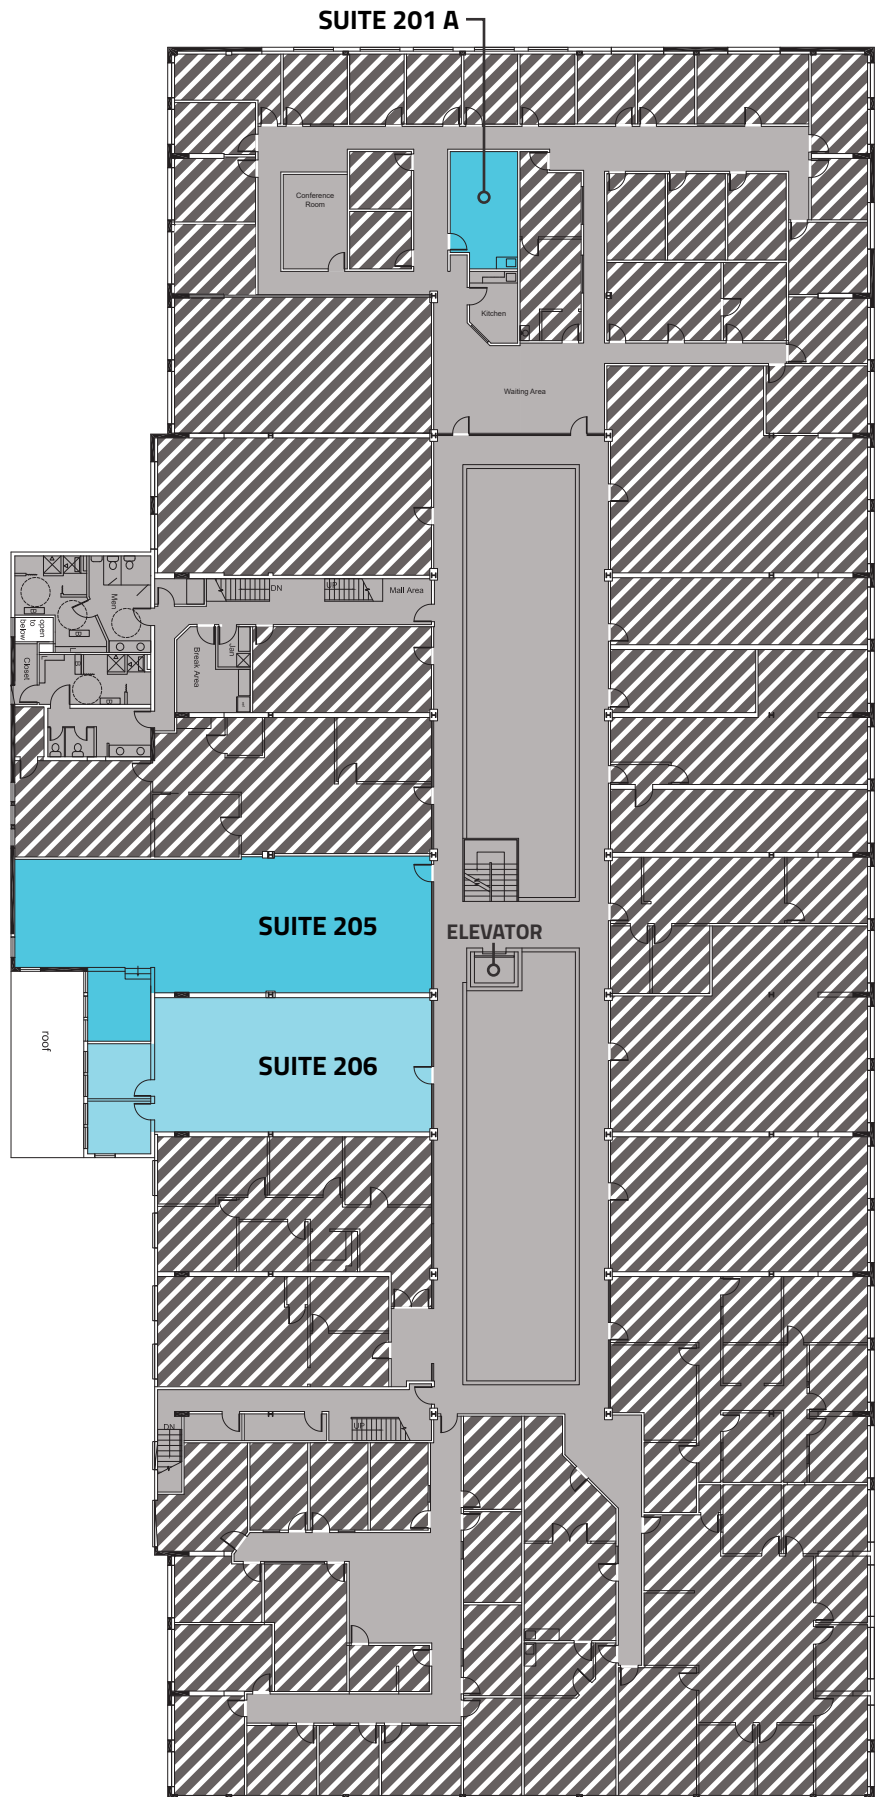 SUITE 201 A
Conference
Room
Kitchen
Waiting Area
DN
UP
Mall Area
Men
open
to
below
Closet
Jan
Break Area
SUITE 205
ELEVATOR
SUITE 206
roof
DN
UP